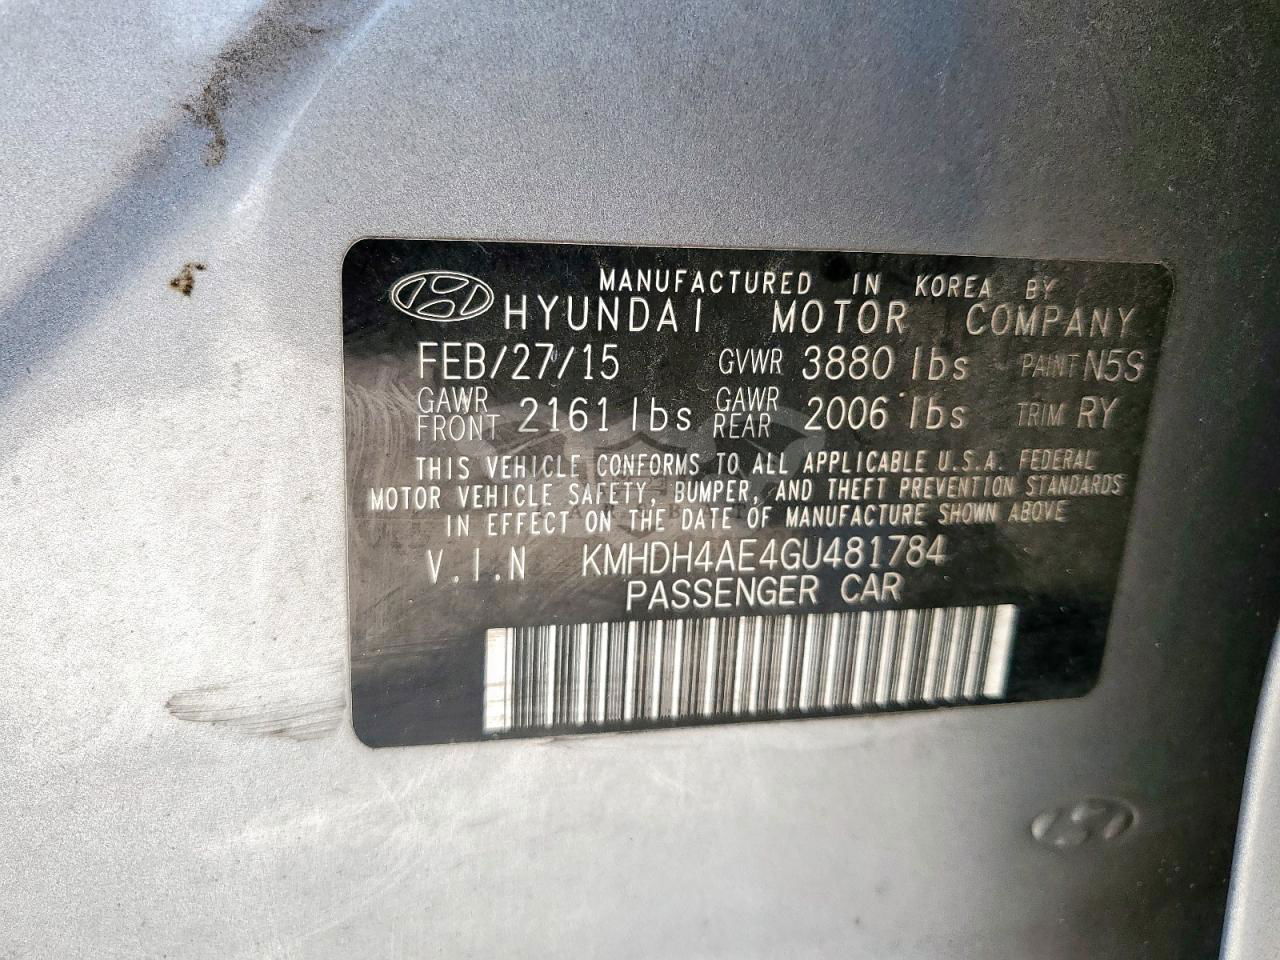 MANUFACTURED IN KOREA BY
HYUNDAI MOTOR COMPANY
FEB/27/15 GVWR 3880 lbs PAINT N5S
GAWR FRONT 2161 lbs GAWR REAR 2006 lbs TRIM RY
THIS VEHICLE CONFORMS TO ALL APPLICABLE U.S.A. FEDERAL
MOTOR VEHICLE SAFETY, BUMPER, AND THEFT PREVENTION STANDARDS
IN EFFECT ON THE DATE OF MANUFACTURE SHOWN ABOVE
V.I.N KMHDH4AE4GU481784
PASSENGER CAR